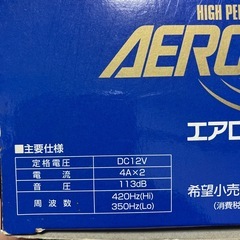 HIGH PE
AERO
エアロ
■主要仕様
定格電圧 DC12V
電流 4A×2
音圧 113dB
周波数 420Hz(Hi)
350Hz(Lo)
希望小売
(消費税